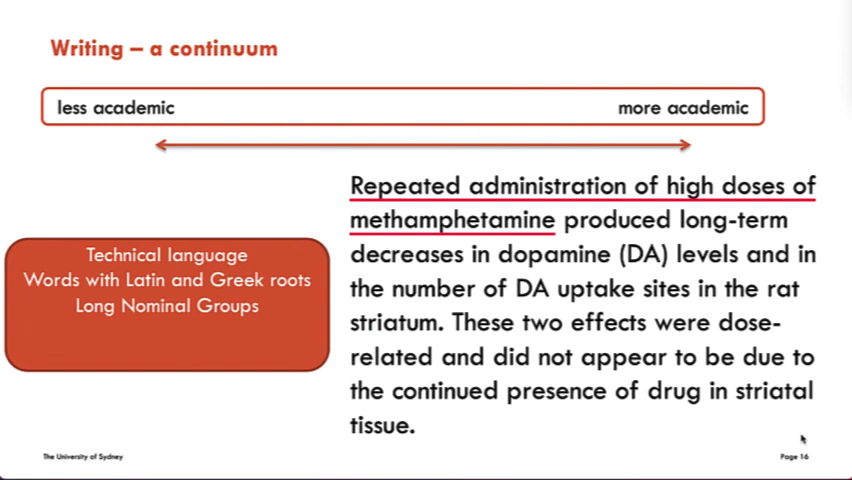 Writing – a continuum
less academic
more academic
Technical language
Words with Latin and Greek roots
Long Nominal Groups
Repeated administration of high doses of
methamphetamine produced long-term
decreases in dopamine (DA) levels and in
the number of DA uptake sites in the rat
striatum. These two effects were dose-
related and did not appear to be due to
the continued presence of drug in striatal
tissue.
The University of Sydney
Page 16